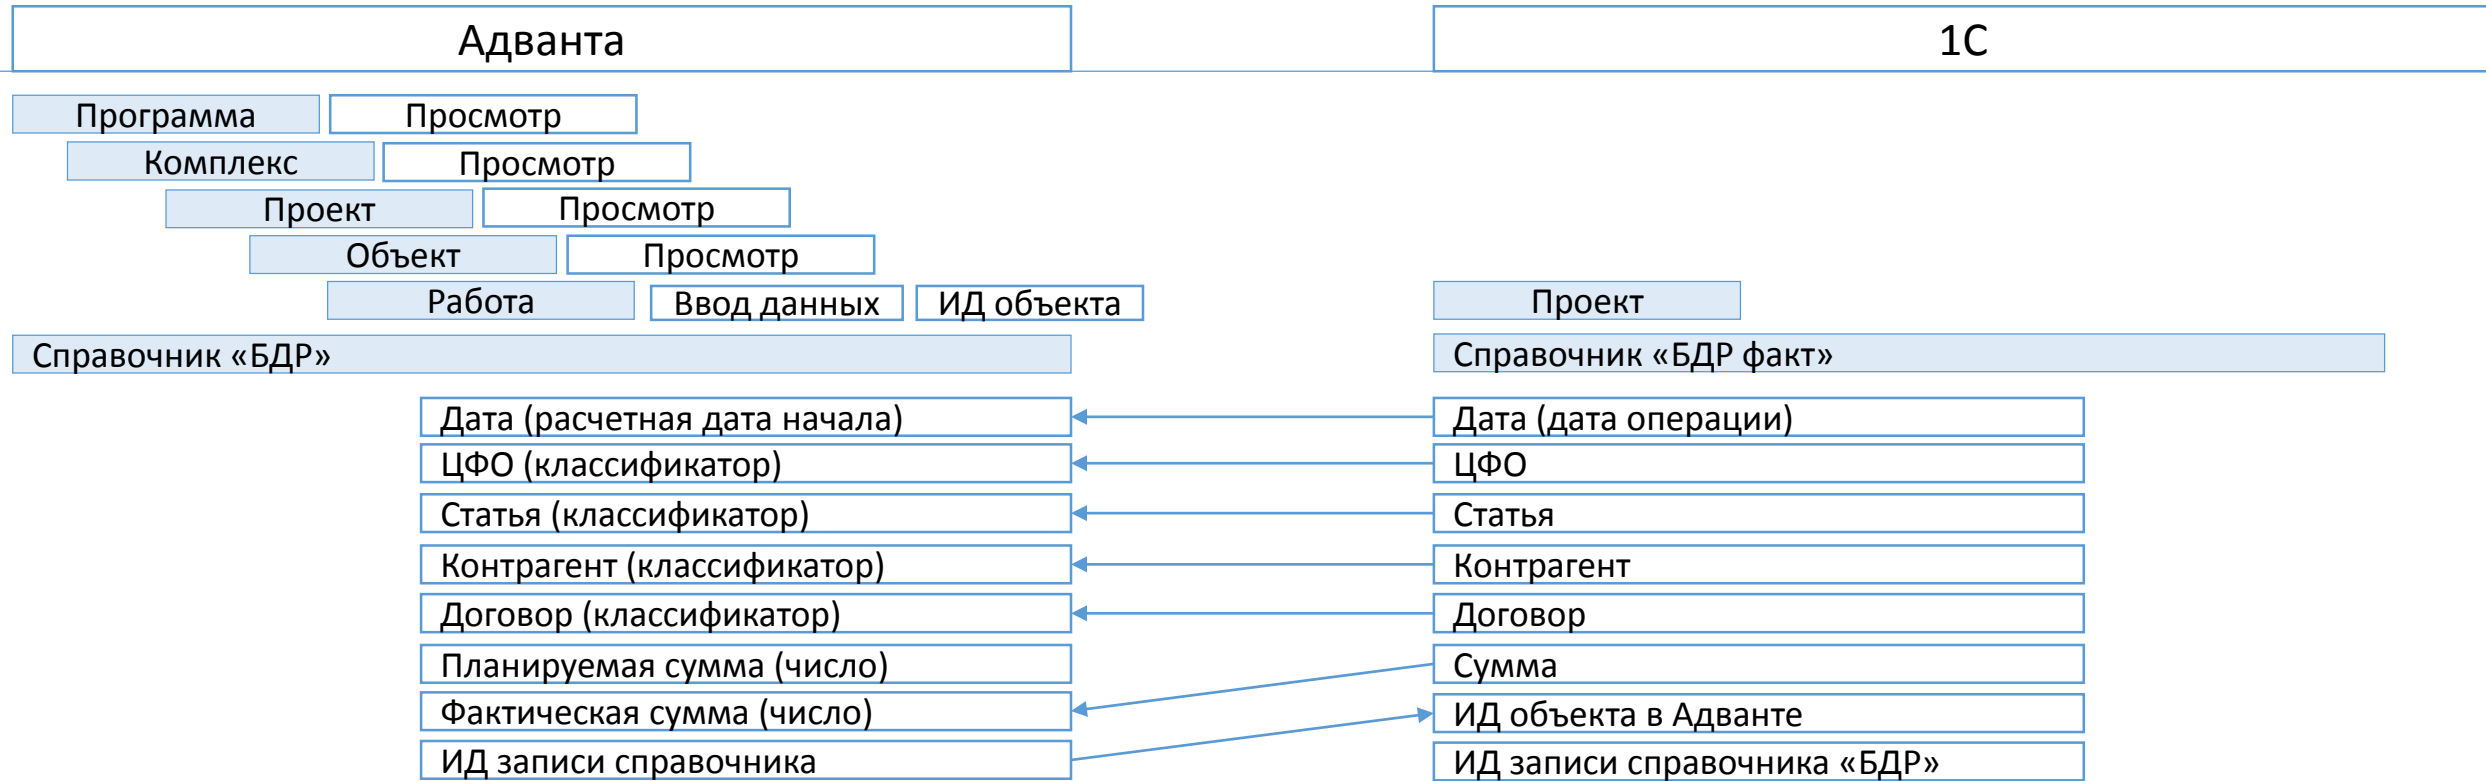 Адванта
1С
Программа
Просмотр
Комплекс
Просмотр
Проект
Просмотр
Объект
Просмотр
Работа
Ввод данных
ИД объекта
Проект
Справочник «БДР»
Справочник «БДР факт»
Дата (расчетная дата начала)
Дата (дата операции)
ЦФО (классификатор)
ЦФО
Статья (классификатор)
Статья
Контрагент (классификатор)
Контрагент
Договор (классификатор)
Договор
Планируемая сумма (число)
Сумма
Фактическая сумма (число)
ИД объекта в Адванте
ИД записи справочника
ИД записи справочника «БДР»